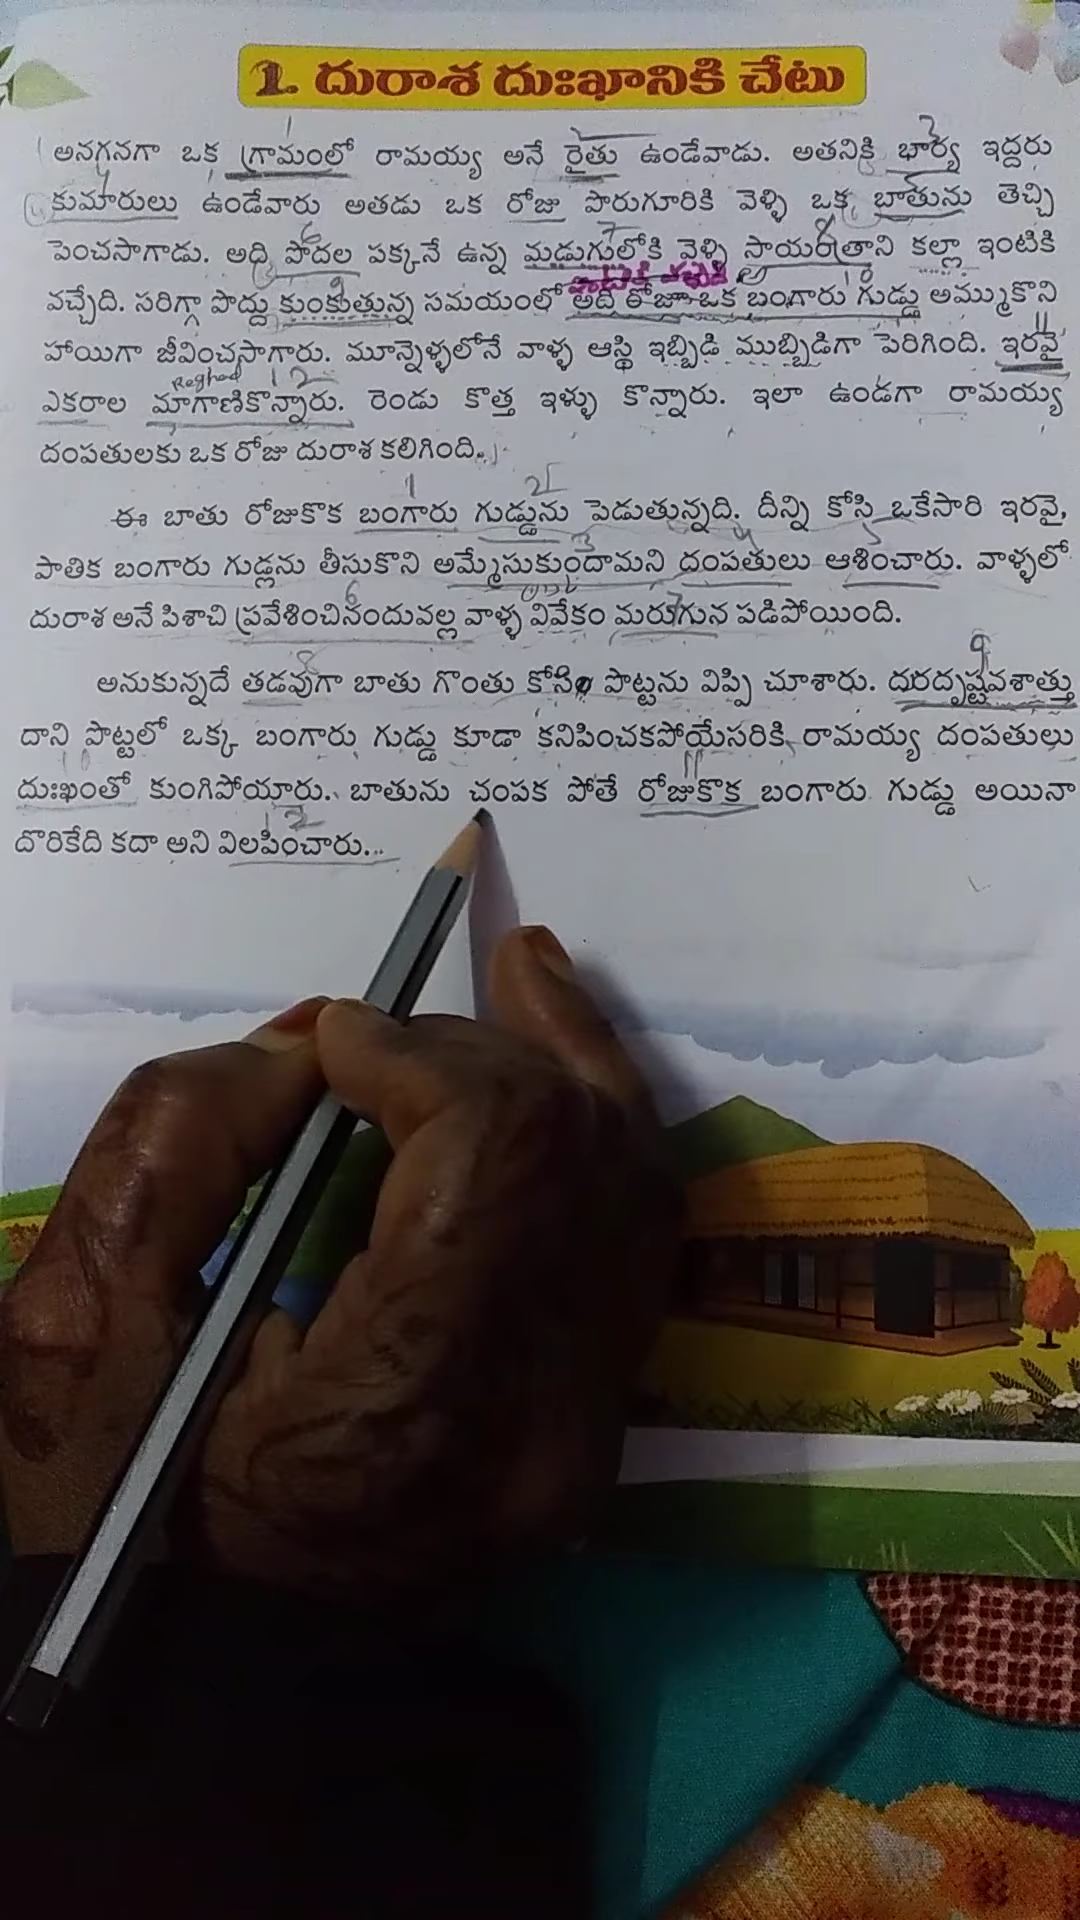 1. దురాశ దుఃఖానికి చేటు
అనగనగా ఒక గ్రామంలో రామయ్య అనే రైతు ఉండేవాడు. అతనికి భార్య ఇద్దరు
కుమారులు ఉండేవారు అతడు ఒక రోజు పొరుగూరికి వెళ్ళి ఒక బాతును తెచ్చి
పెంచసాగాడు. అది పొదల పక్కనే ఉన్న మడుగులోకి వెళ్ళి సాయంత్రాని కల్లా ఇంటికి
వచ్చేది. సరిగ్గా పొద్దు కుంకుతున్న సమయంలో అది రోజూ ఒక బంగారు గుడ్డు అమ్ముకొని
హాయిగా జీవించసాగారు. మూన్నెళ్ళలోనే వాళ్ళ ఆస్థి ఇబ్బిడి ముబ్బిడిగా పెరిగింది. ఇరవై
ఎకరాల మాగాణికొన్నారు. రెండు కొత్త ఇళ్ళు కొన్నారు. ఇలా ఉండగా రామయ్య
దంపతులకు ఒక రోజు దురాశ కలిగింది.
ఈ బాతు రోజుకొక బంగారు గుడ్డును పెడుతున్నది. దీన్ని కోసి ఒకేసారి ఇరవై,
పాతిక బంగారు గుడ్లను తీసుకొని అమ్మేసుకుందామని దంపతులు ఆశించారు. వాళ్ళలో
దురాశ అనే పిశాచి ప్రవేశించినందువల్ల వాళ్ళ వివేకం మరుగున పడిపోయింది.
అనుకున్నదే తడవుగా బాతు గొంతు కోసి పొట్టను విప్పి చూశారు. దురదృష్టవశాత్తు
దాని పొట్టలో ఒక్క బంగారు గుడ్డు కూడా కనిపించకపోయేసరికి రామయ్య దంపతులు
దుఃఖంతో కుంగిపోయారు. బాతును చంపక పోతే రోజుకొక బంగారు గుడ్డు అయినా
దొరికేది కదా అని విలపించారు...